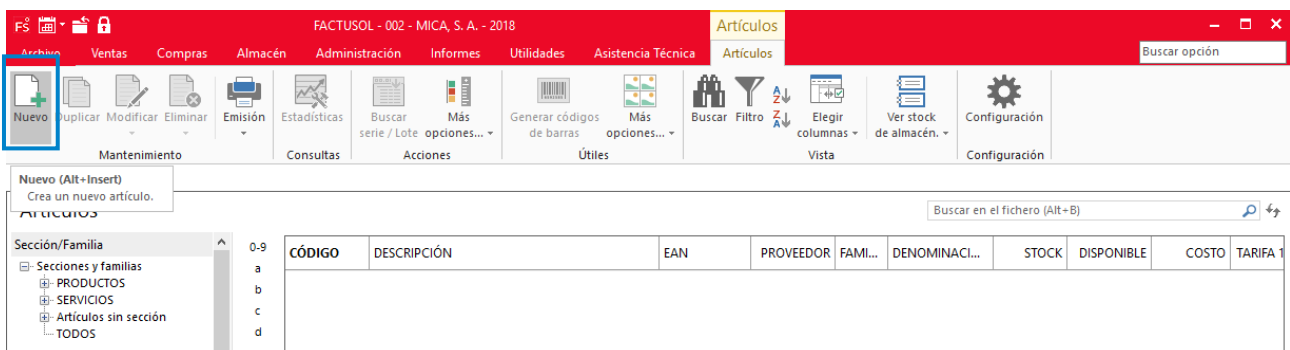 FACTUSOL - 002 - MICA, S. A. - 2018
Artículos
Archivo Ventas Compras Almacén Administración Informes Utilidades Asistencia Técnica Artículos Buscar opción
Nuevo Duplicar Modificar Eliminar Emisión Estadísticas Buscar serie / Lote Más opciones... Generar códigos de barras Más opciones... Buscar Filtro Elegir columnas Ver stock de almacén. Configuración
Mantenimiento Consultas Acciones Útiles Vista Configuración
Nuevo (Alt+Insert)
Crea un nuevo artículo.
Artículos
Buscar en el fichero (Alt+B)
Sección/Familia
0-9 CÓDIGO DESCRIPCIÓN EAN PROVEEDOR FAMI... DENOMINACI... STOCK DISPONIBLE COSTO TARIFA 1
Secciones y familias
a
PRODUCTOS
b
SERVICIOS
Artículos sin sección
c
TODOS
d